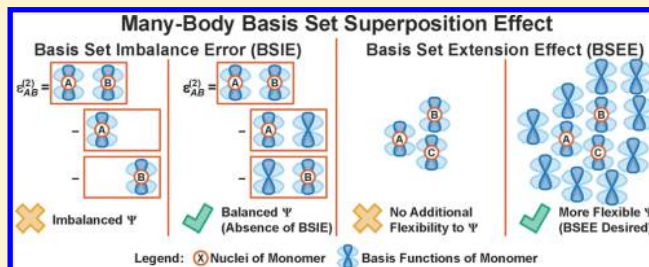 Many-Body Basis Set Superposition Effect
Basis Set Imbalance Error (BSIE)
Basis Set Extension Effect (BSEE)
ε(2)AB =
A
B
- A
- B
Imbalanced Ψ
ε(2)AB =
A
B
- A
- B
Balanced Ψ
(Absence of BSIE)
B
A
C
No Additional
Flexibility to Ψ
B
A
C
More Flexible Ψ
(BSEE Desired)
Legend: X Nuclei of Monomer Basis Functions of Monomer